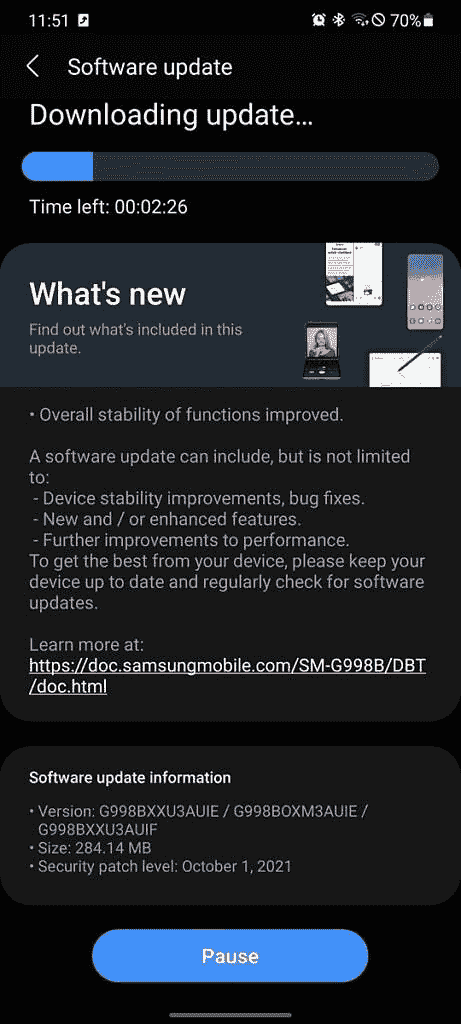 11:51 70%
Software update
Downloading update...
Time left: 00:02:26
What's new
Find out what's included in this
update.
• Overall stability of functions improved.
A software update can include, but is not limited
to:
- Device stability improvements, bug fixes.
- New and / or enhanced features.
- Further improvements to performance.
To get the best from your device, please keep your
device up to date and regularly check for software
updates.
Learn more at:
https://doc.samsungmobile.com/SM-G998B/DBT
/doc.html
Software update information
• Version: G998BXXU3AUIE / G998BOXM3AUIE /
G998BXXU3AUIF
• Size: 284.14 MB
• Security patch level: October 1, 2021
Pause